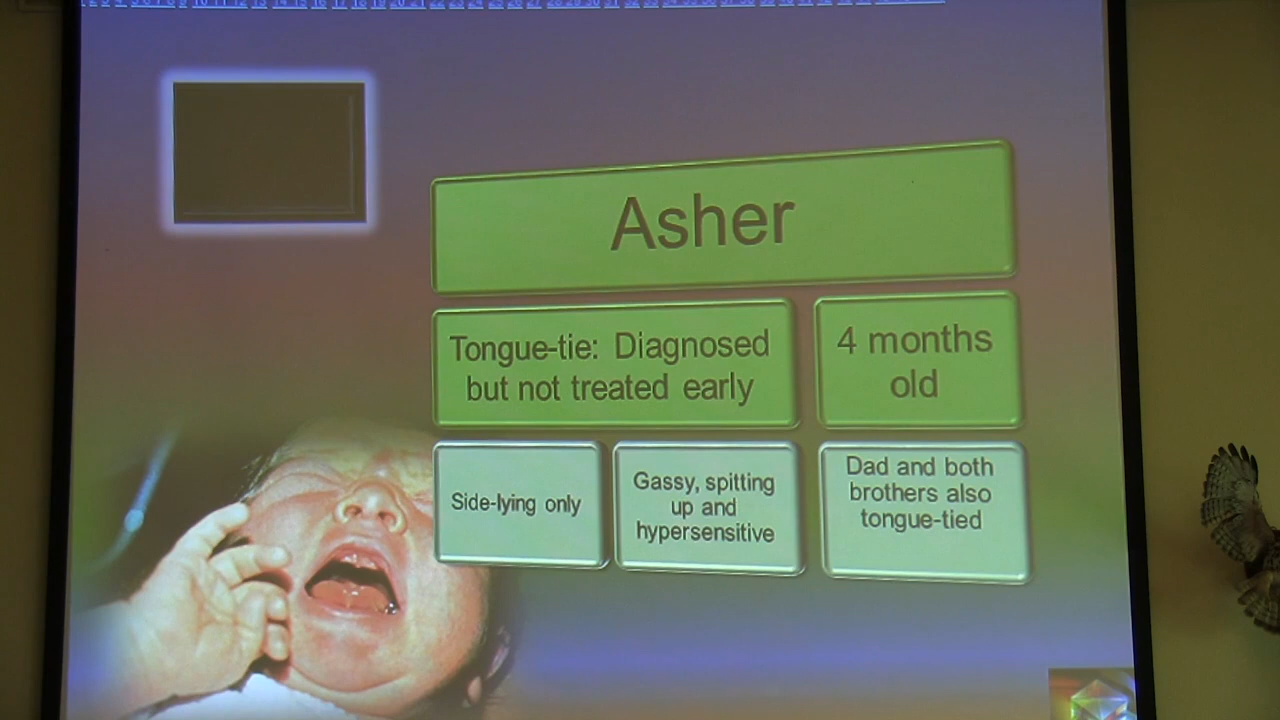 Asher
Tongue-tie: Diagnosed
but not treated early
4 months
old
Side-lying only
Gassy, spitting
up and
hypersensitive
Dad and both
brothers also
tongue-tied